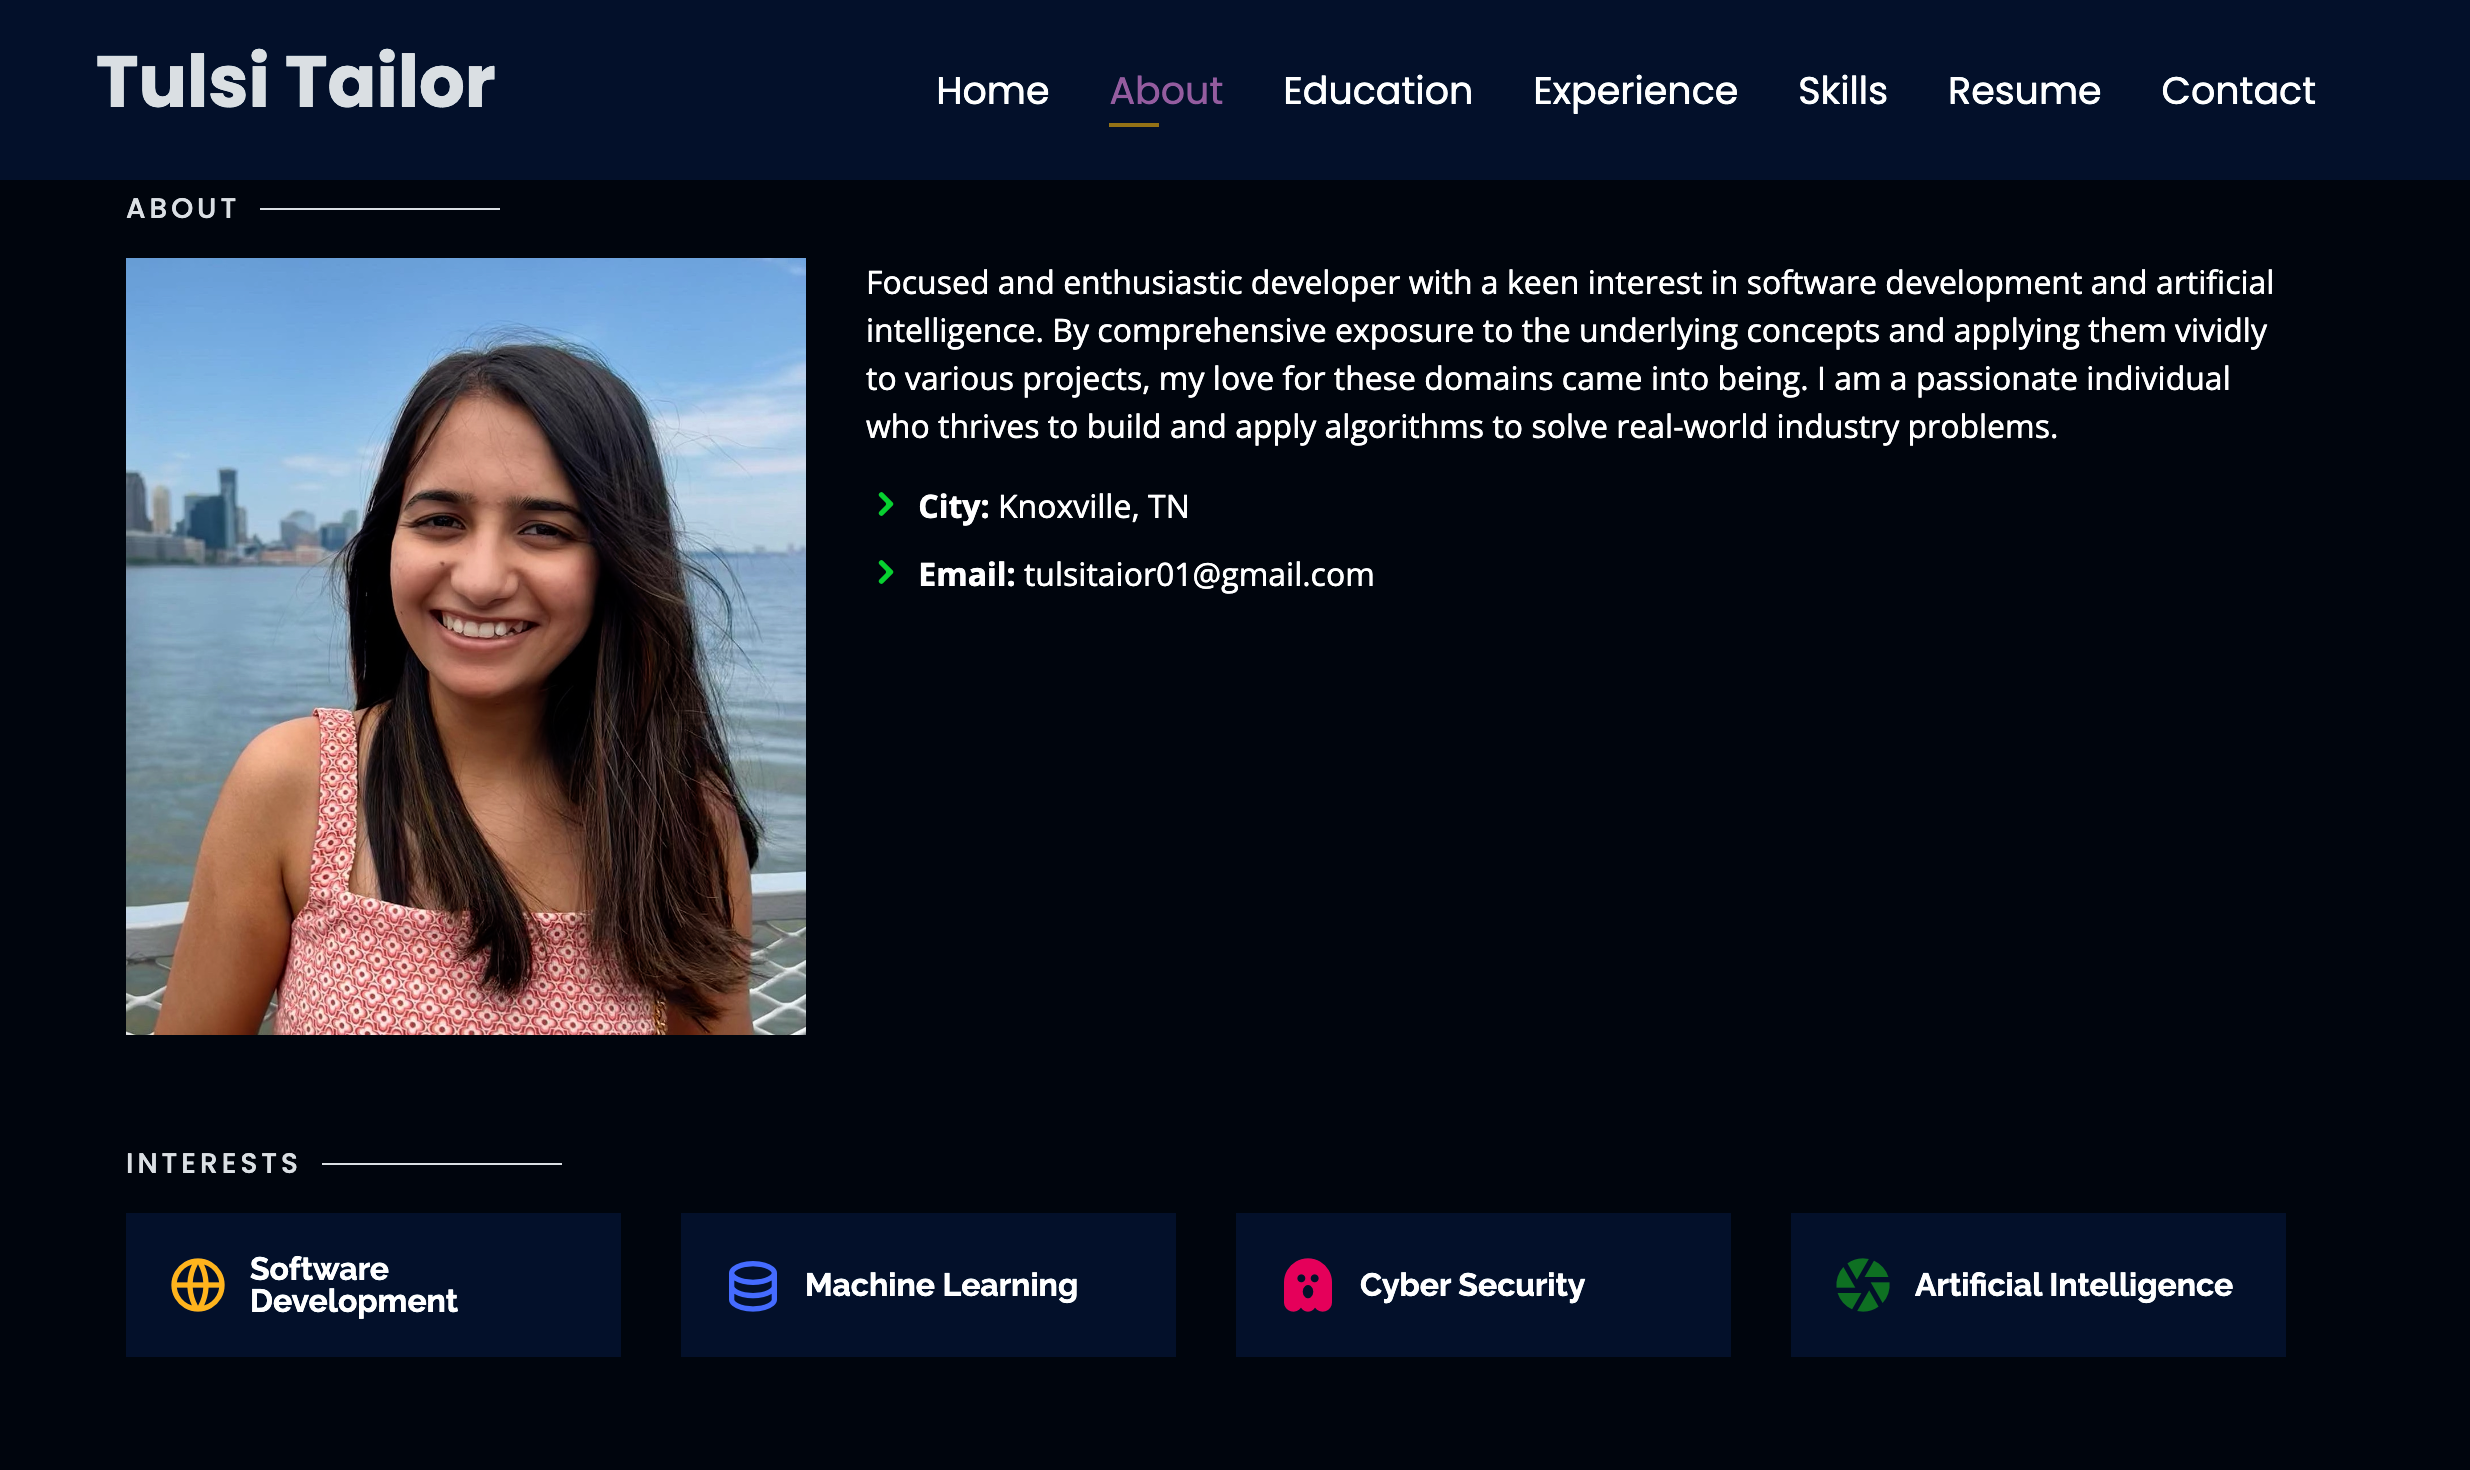 Tulsi Tailor
Home About Education Experience Skills Resume Contact
ABOUT
Focused and enthusiastic developer with a keen interest in software development and artificial
intelligence. By comprehensive exposure to the underlying concepts and applying them vividly
to various projects, my love for these domains came into being. I am a passionate individual
who thrives to build and apply algorithms to solve real-world industry problems.
City: Knoxville, TN
Email: tulsitaior01@gmail.com
INTERESTS
Software
Development
Machine Learning
Cyber Security
Artificial Intelligence